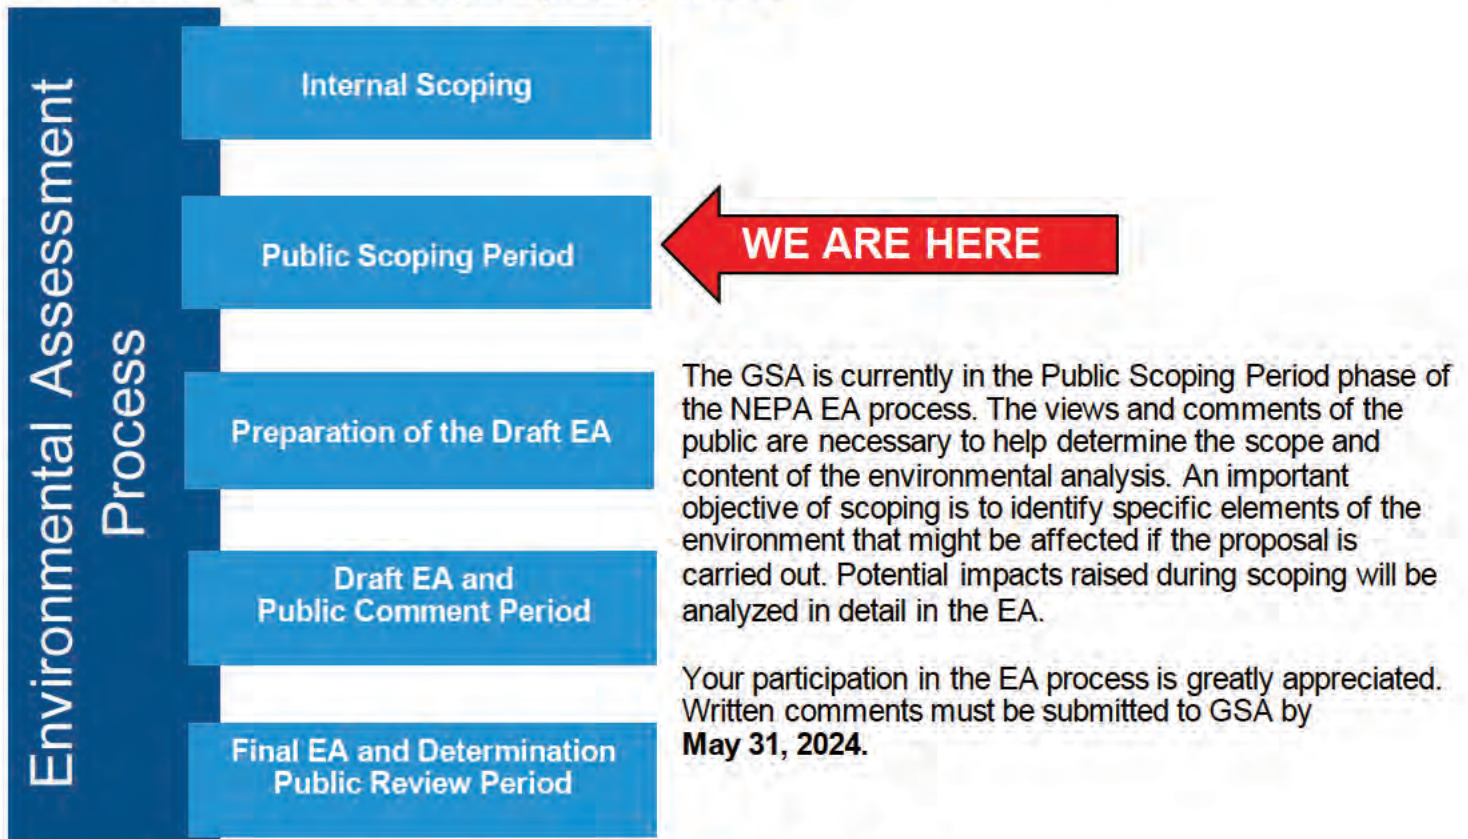 Environmental Assessment
Process
Internal Scoping
Public Scoping Period
WE ARE HERE
Preparation of the Draft EA
Draft EA and
Public Comment Period
Final EA and Determination
Public Review Period
The GSA is currently in the Public Scoping Period phase of
the NEPA EA process. The views and comments of the
public are necessary to help determine the scope and
content of the environmental analysis. An important
objective of scoping is to identify specific elements of the
environment that might be affected if the proposal is
carried out. Potential impacts raised during scoping will be
analyzed in detail in the EA.
Your participation in the EA process is greatly appreciated.
Written comments must be submitted to GSA by
May 31, 2024.